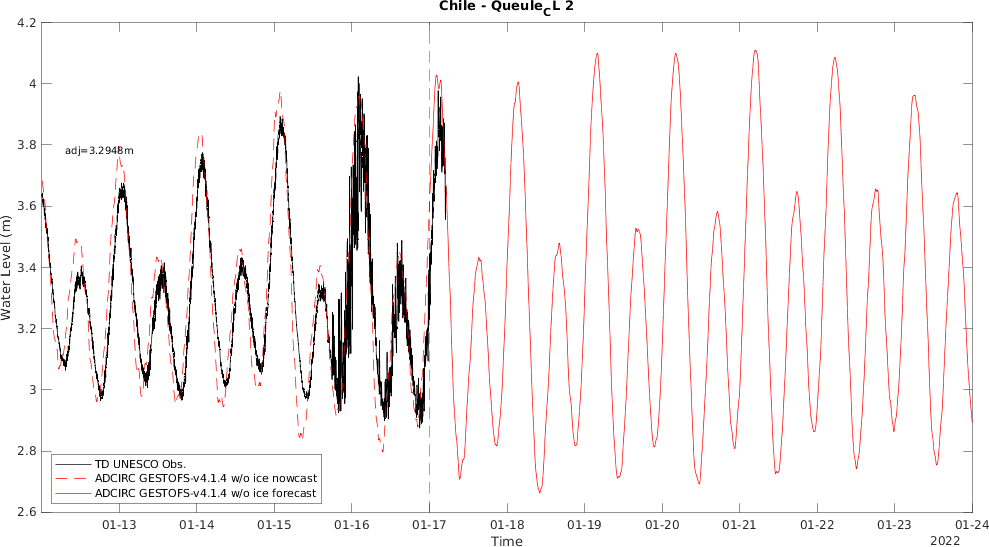 Chile - Queule_CL 2
4.2
4
3.8
3.6
3.4
3.2
3
2.8
2.6
Water Level (m)
adj=3.2948m
TD UNESCO Obs.
ADCIRC GESTOFS-v4.1.4 w/o ice nowcast
ADCIRC GESTOFS-v4.1.4 w/o ice forecast
01-13 01-14 01-15 01-16 01-17 01-18 01-19 01-20 01-21 01-22 01-23 01-24
Time
2022